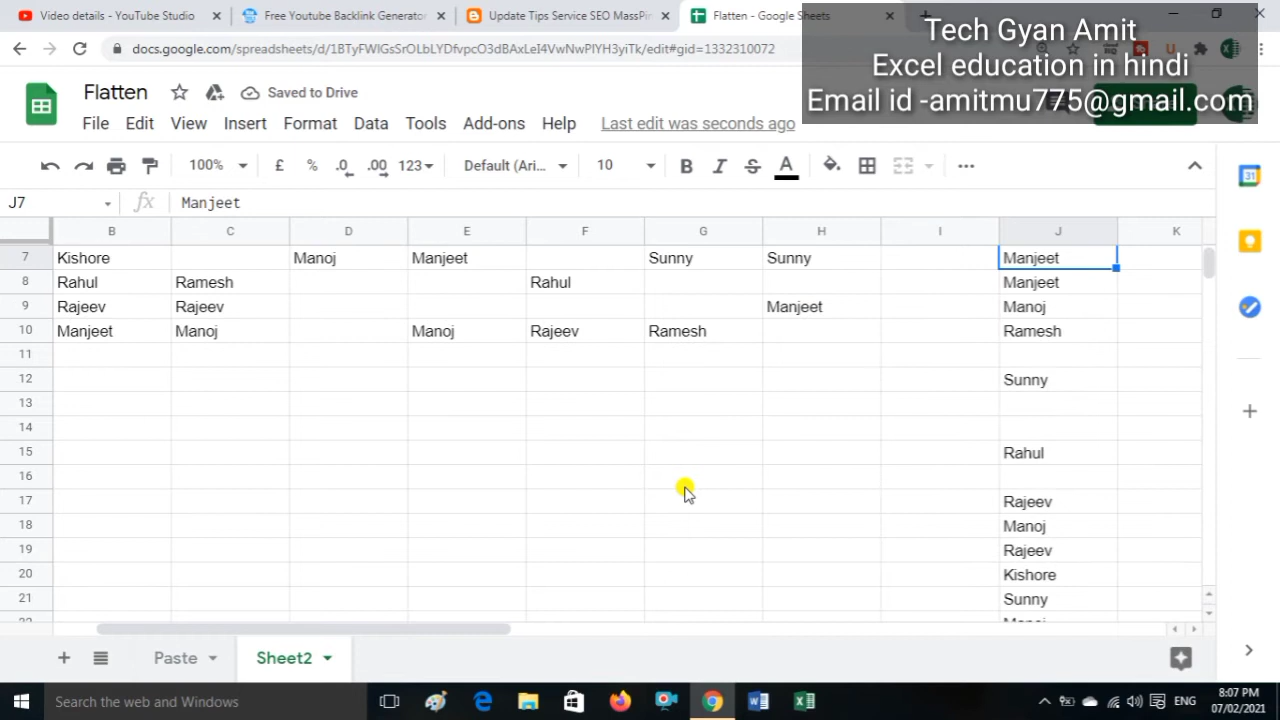 Video details - YouTube Studio
Free Youtube Backlink Generator
Update Tips Service SEO MassPin
Flatten - Google Sheets
docs.google.com/spreadsheets/d/1BTyFWlGsSrOLbLYDfvpcO3dBAxLeI4VwNwPlYH3yiTk/edit#gid=1332310072
Tech Gyan Amit
Excel education in hindi
Email id -amitmu775@gmail.com
Flatten Saved to Drive
File Edit View Insert Format Data Tools Add-ons Help Last edit was seconds ago
100% £ % .0 .00 123 Default (Ari... 10 B I S A
J7 fx Manjeet
B C D E F G H I J K
7 Kishore Manoj Manjeet Sunny Sunny Manjeet
8 Rahul Ramesh Rahul Manjeet
9 Rajeev Rajeev Manjeet Manoj
10 Manjeet Manoj Manoj Rajeev Ramesh Ramesh
11
12 Sunny
13
14
15 Rahul
16
17 Rajeev
18 Manoj
19 Rajeev
20 Kishore
21 Sunny
Paste Sheet2
Search the web and Windows
ENG
8:07 PM
07/02/2021